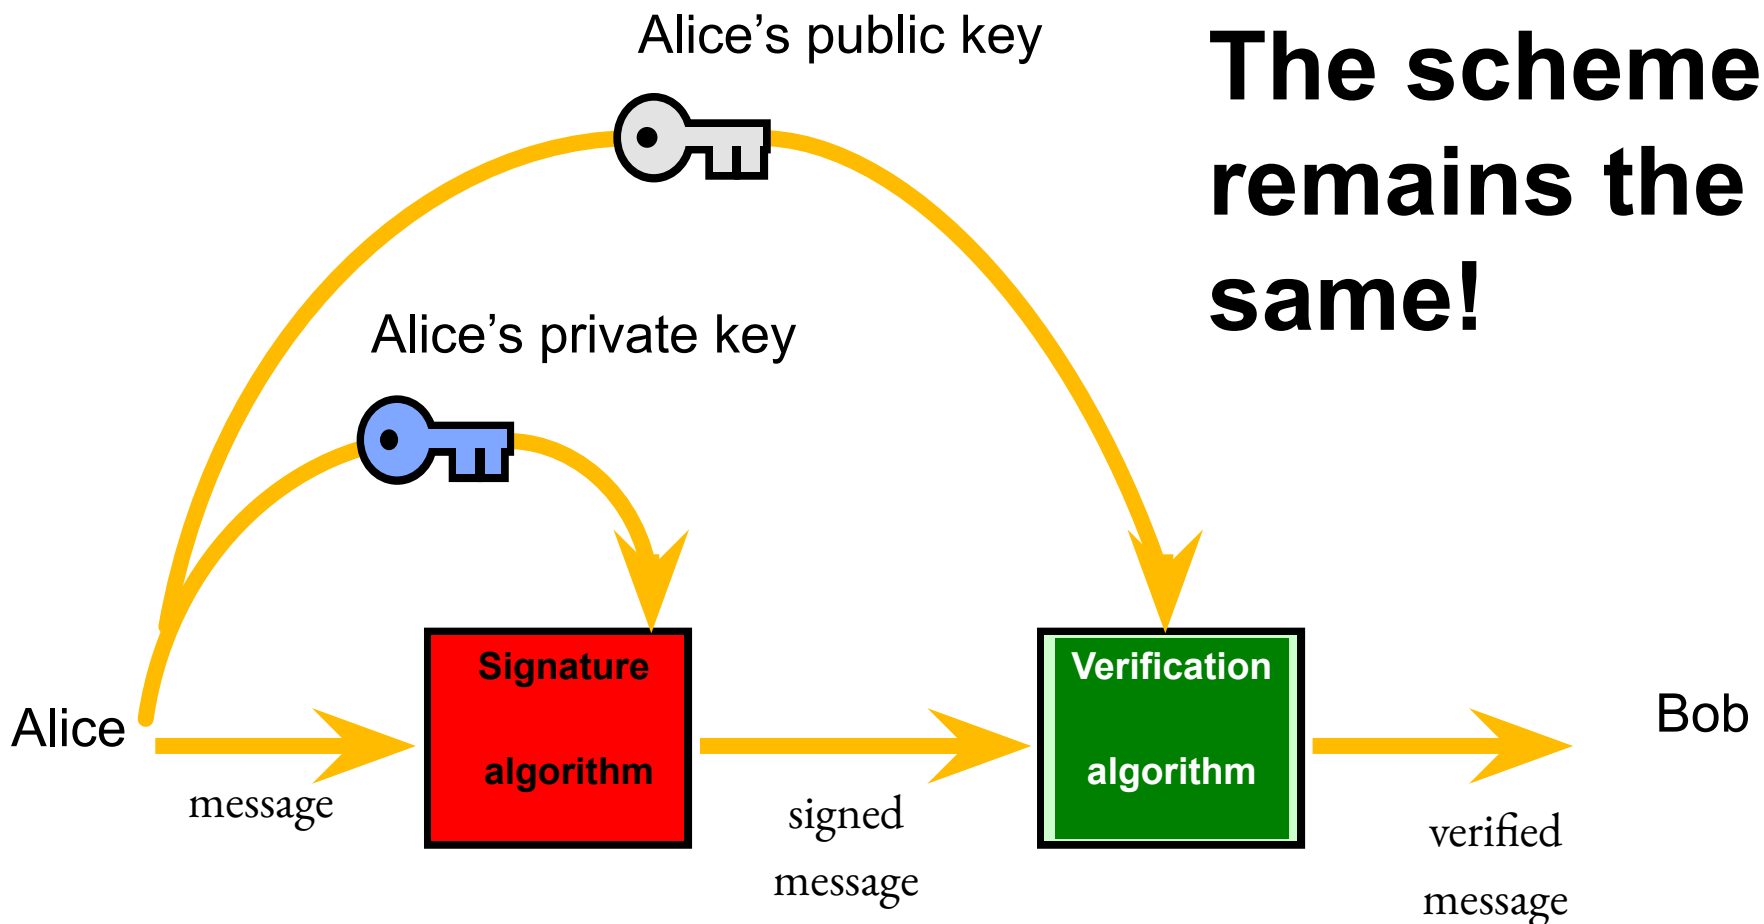 Alice’s public key
The scheme
remains the
same!
Alice’s private key
Signature
algorithm
Verification
algorithm
Alice
Bob
message
signed
message
verified
message